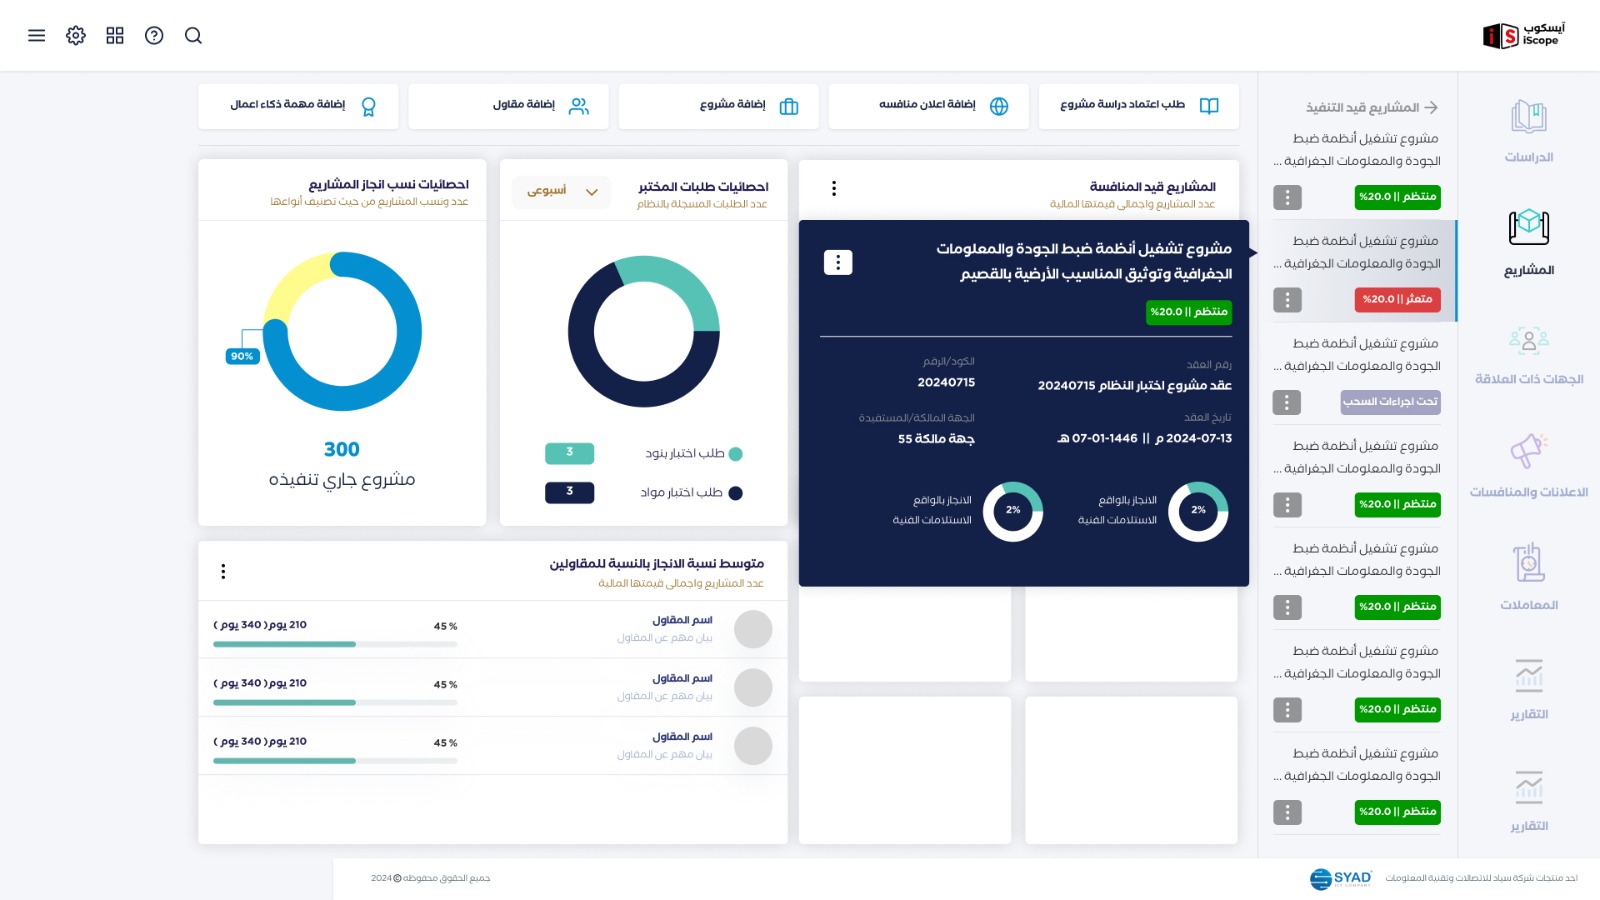 آيسكوب
iScope
الدراسات
المشاريع
الجهات ذات العلاقة
الاعلانات والمنافسات
المعاملات
التقارير
التقارير
المشاريع قيد التنفيذ
مشروع تشغيل أنظمة ضبط
الجودة والمعلومات الجغرافية ...
منتظم || 20.0%
مشروع تشغيل أنظمة ضبط
الجودة والمعلومات الجغرافية ...
متعثر || 20.0%
مشروع تشغيل أنظمة ضبط
الجودة والمعلومات الجغرافية ...
تحت اجراءات السحب
مشروع تشغيل أنظمة ضبط
الجودة والمعلومات الجغرافية ...
منتظم || 20.0%
مشروع تشغيل أنظمة ضبط
الجودة والمعلومات الجغرافية ...
منتظم || 20.0%
مشروع تشغيل أنظمة ضبط
الجودة والمعلومات الجغرافية ...
منتظم || 20.0%
مشروع تشغيل أنظمة ضبط
الجودة والمعلومات الجغرافية ...
منتظم || 20.0%
طلب اعتماد دراسة مشروع
إضافة اعلان منافسه
إضافة مشروع
إضافة مقاول
إضافة مهمة ذكاء اعمال
المشاريع قيد المنافسة
عدد المشاريع واجمالى قيمتها المالية
مشروع تشغيل أنظمة ضبط الجودة والمعلومات
الجغرافية وتوثيق المناسيب الأرضية بالقصيم
منتظم || 20.0%
رقم العقد
عقد مشروع اختبار النظام 20240715
الكود/الرقم
20240715
تاريخ العقد
2024-07-13 م || 1446-01-07 هـ
الجهة المالكة/المستفيدة
جهة مالكة 55
2%
الانجاز بالواقع
الاستلامات الفنية
2%
الانجاز بالواقع
الاستلامات الفنية
احصائيات طلبات المختبر
عدد الطلبات المسجلة بالنظام
أسبوعى
طلب اختبار بنود
3
طلب اختبار مواد
3
احصائيات نسب انجاز المشاريع
عدد ونسب المشاريع من حيث تصنيف أنواعها
90%
300
مشروع جاري تنفيذه
متوسط نسبة الانجاز بالنسبة للمقاولين
عدد المشاريع واجمالى قيمتها المالية
اسم المقاول
بيان مهم عن المقاول
45 %
210 يوم( 340 يوم )
اسم المقاول
بيان مهم عن المقاول
45 %
210 يوم( 340 يوم )
اسم المقاول
بيان مهم عن المقاول
45 %
210 يوم( 340 يوم )
احد منتجات شركة سياد للاتصالات وتقنية المعلومات
SYAD
ICT COMPANY
جميع الحقوق محفوظه © 2024